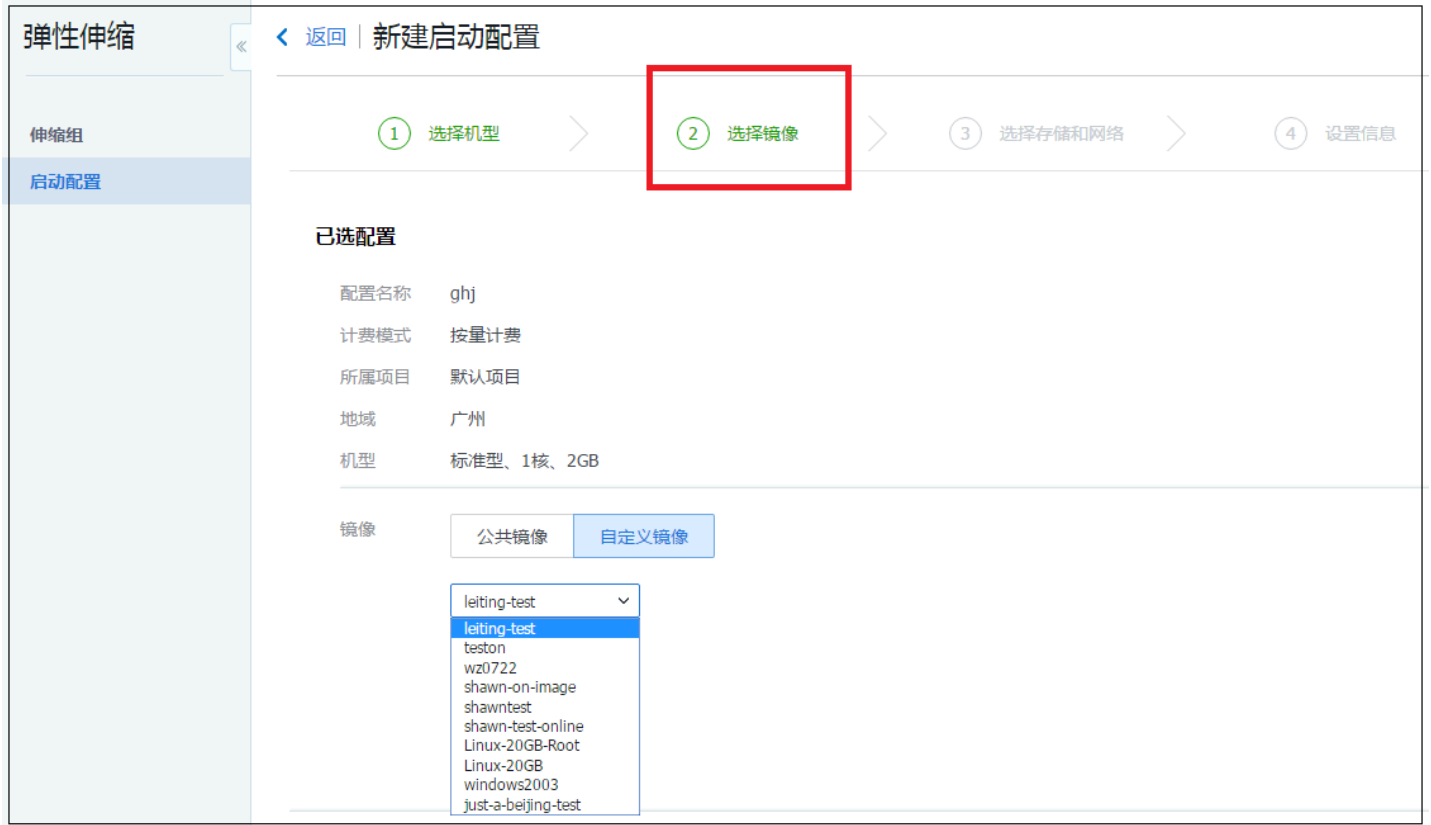 弹性伸缩
«
返回 | 新建启动配置
伸缩组
启动配置
1 选择机型
2 选择镜像
3 选择存储和网络
4 设置信息
已选配置
配置名称 ghj
计费模式 按量计费
所属项目 默认项目
地域 广州
机型 标准型、1核、2GB
镜像 公共镜像 自定义镜像
leiting-test
leiting-test
teston
wz0722
shawn-on-image
shawntest
shawn-test-online
Linux-20GB-Root
Linux-20GB
windows2003
just-a-beijing-test